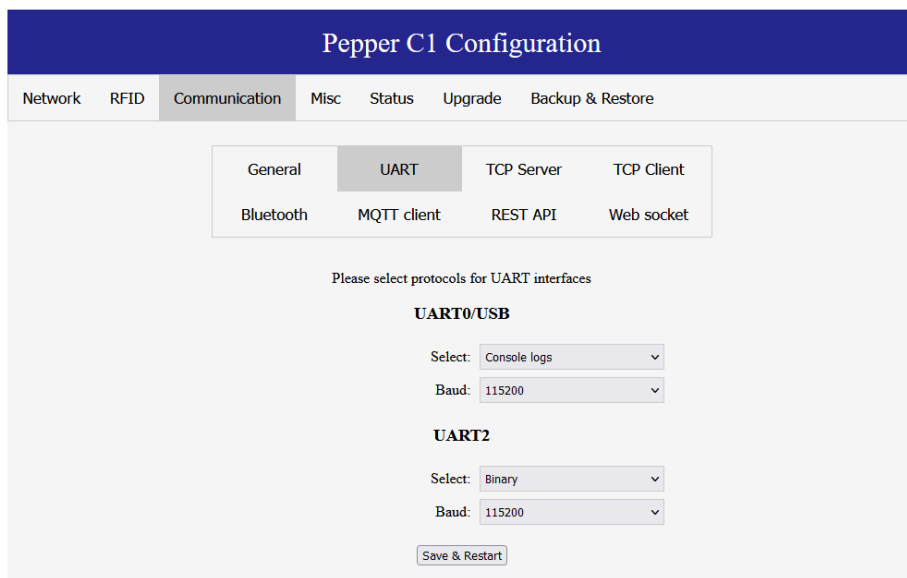 Pepper C1 Configuration
Network RFID Communication Misc Status Upgrade Backup & Restore
General UART TCP Server TCP Client
Bluetooth MQTT client REST API Web socket
Please select protocols for UART interfaces
UART0/USB
Select: Console logs
Baud: 115200
UART2
Select: Binary
Baud: 115200
Save & Restart